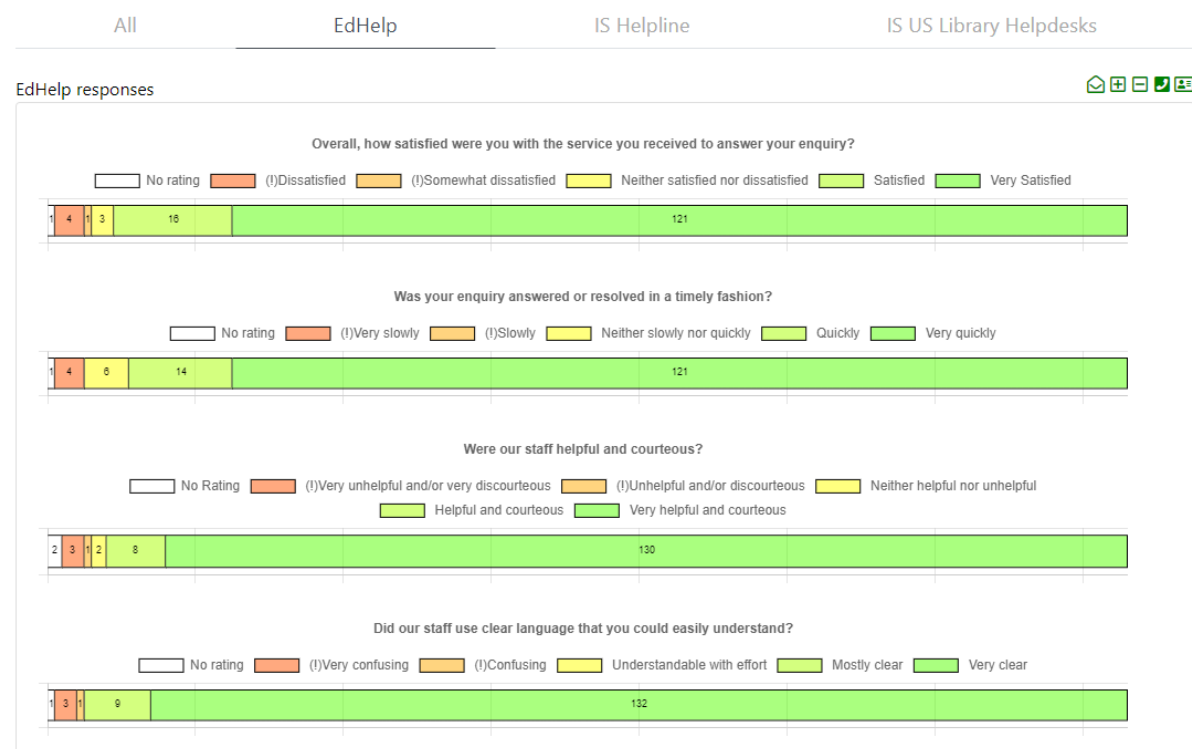 All EdHelp IS Helpline IS US Library Helpdesks
EdHelp responses
Overall, how satisfied were you with the service you received to answer your enquiry?
No rating (!)Dissatisfied (!)Somewhat dissatisfied Neither satisfied nor dissatisfied Satisfied Very Satisfied
1 4 1 3 16 121
Was your enquiry answered or resolved in a timely fashion?
No rating (!)Very slowly (!)Slowly Neither slowly nor quickly Quickly Very quickly
1 4 6 14 121
Were our staff helpful and courteous?
No Rating (!)Very unhelpful and/or very discourteous (!)Unhelpful and/or discourteous Neither helpful nor unhelpful
Helpful and courteous Very helpful and courteous
2 3 1 2 8 130
Did our staff use clear language that you could easily understand?
No rating (!)Very confusing (!)Confusing Understandable with effort Mostly clear Very clear
1 3 1 9 132